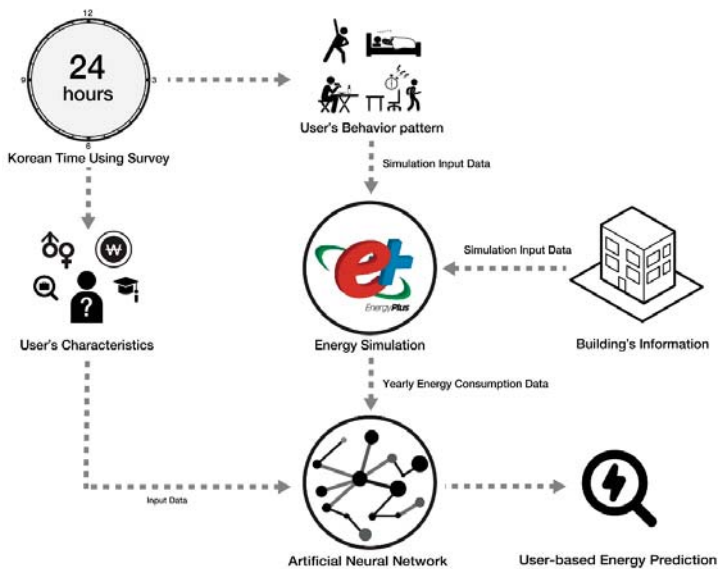 12
24
hours
9
3
6
Korean Time Using Survey
User's Behavior pattern
Simulation Input Data
Simulation Input Data
₩
?
e+
EnergyPlus
User's Characteristics
Energy Simulation
Building's Information
Yearly Energy Consumption Data
Input Data
Artificial Neural Network
User-based Energy Prediction